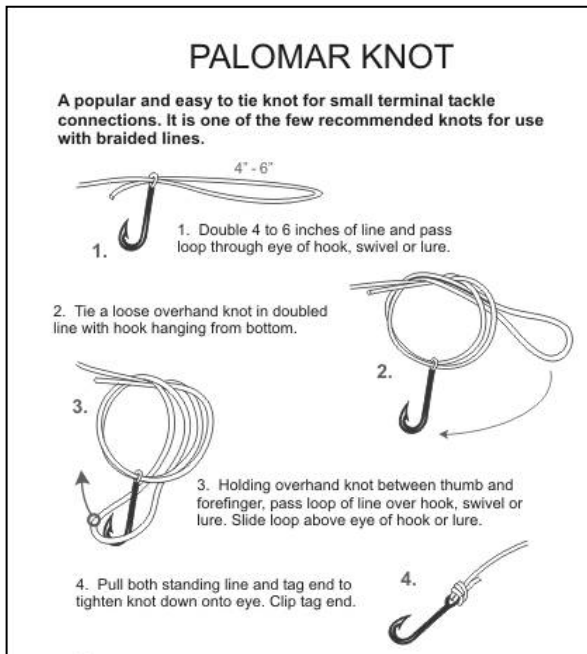 PALOMAR KNOT
A popular and easy to tie knot for small terminal tackle
connections. It is one of the few recommended knots for use
with braided lines.
4" - 6"
1.
1. Double 4 to 6 inches of line and pass
loop through eye of hook, swivel or lure.
2. Tie a loose overhand knot in doubled
line with hook hanging from bottom.
2.
3.
3. Holding overhand knot between thumb and
forefinger, pass loop of line over hook, swivel or
lure. Slide loop above eye of hook or lure.
4. Pull both standing line and tag end to
tighten knot down onto eye. Clip tag end.
4.